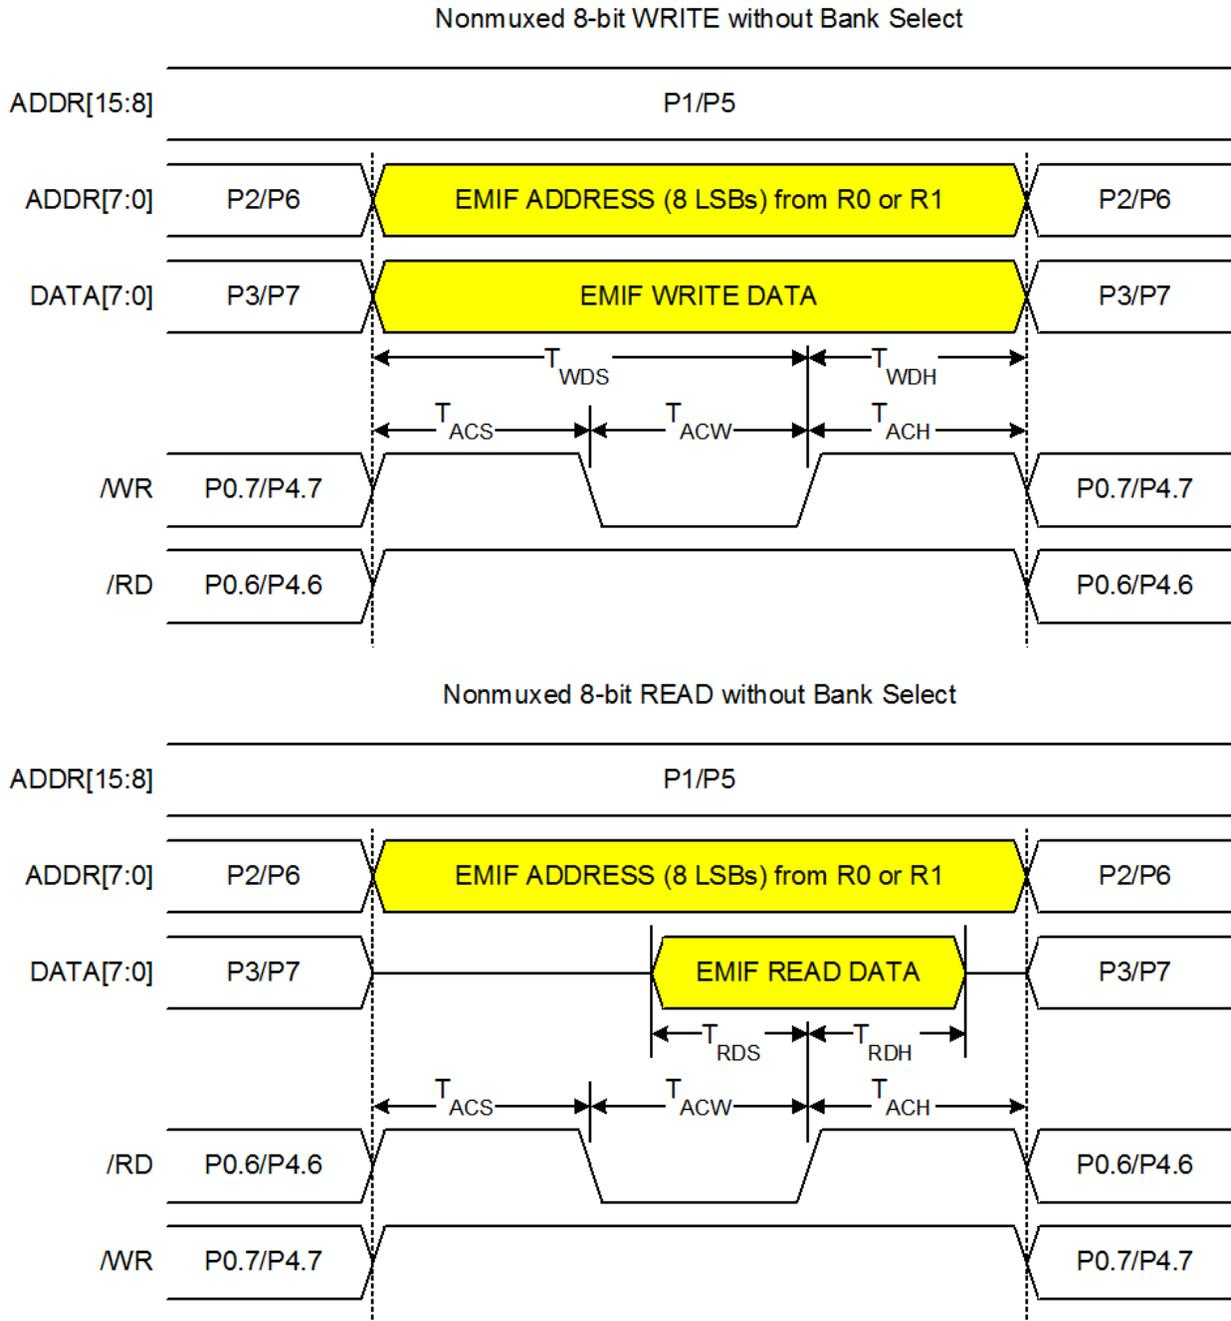 Nonmuxed 8-bit WRITE without Bank Select
ADDR[15:8] P1/P5
ADDR[7:0] P2/P6 EMIF ADDRESS (8 LSBs) from R0 or R1 P2/P6
DATA[7:0] P3/P7 EMIF WRITE DATA P3/P7
TWDS TWDH
TACS TACW TACH
/WR P0.7/P4.7 P0.7/P4.7
/RD P0.6/P4.6 P0.6/P4.6
Nonmuxed 8-bit READ without Bank Select
ADDR[15:8] P1/P5
ADDR[7:0] P2/P6 EMIF ADDRESS (8 LSBs) from R0 or R1 P2/P6
DATA[7:0] P3/P7 EMIF READ DATA P3/P7
TRDS TRDH
TACS TACW TACH
/RD P0.6/P4.6 P0.6/P4.6
/WR P0.7/P4.7 P0.7/P4.7